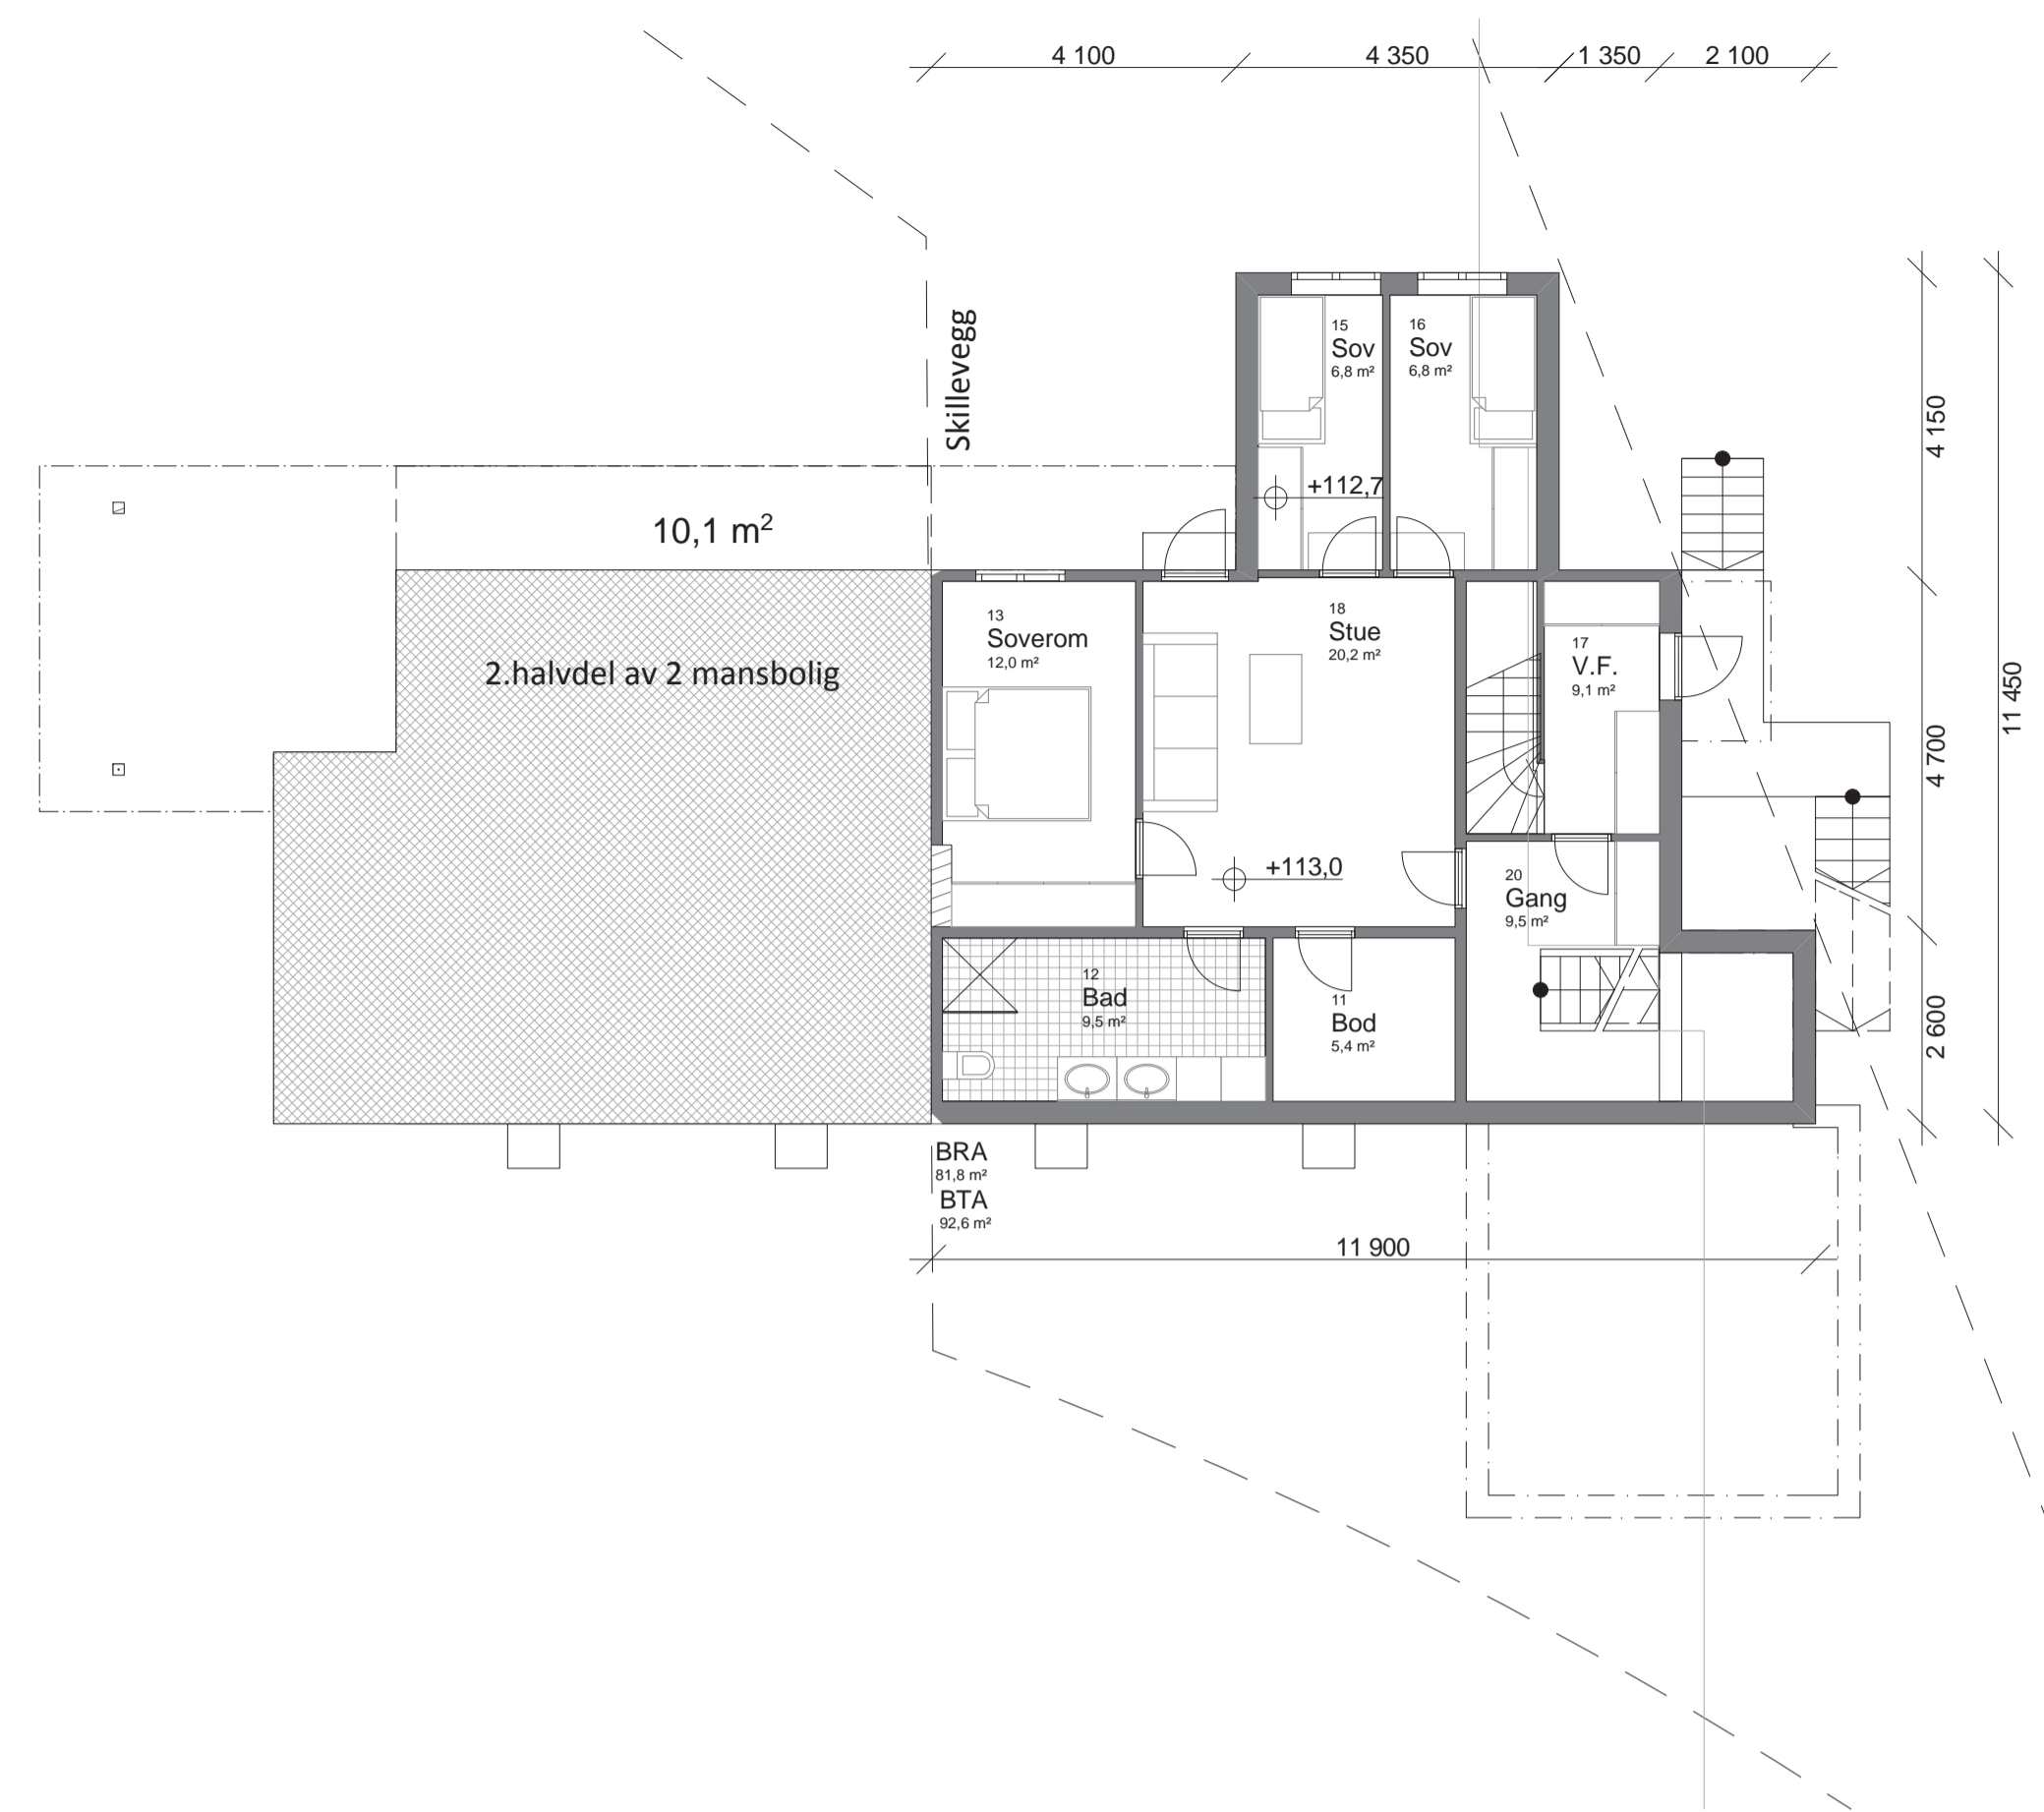 4 100
4 350
1 350
2 100
Skillevegg
15
Sov
6,8 m²
16
Sov
6,8 m²
4 150
+112,7
10,1 m²
2.halvdel av 2 mansbolig
13
Soverom
12,0 m²
18
Stue
20,2 m²
17
V.F.
9,1 m²
11 450
4 700
+113,0
20
Gang
9,5 m²
12
Bad
9,5 m²
11
Bod
5,4 m²
2 600
BRA
81,8 m²
BTA
92,6 m²
11 900